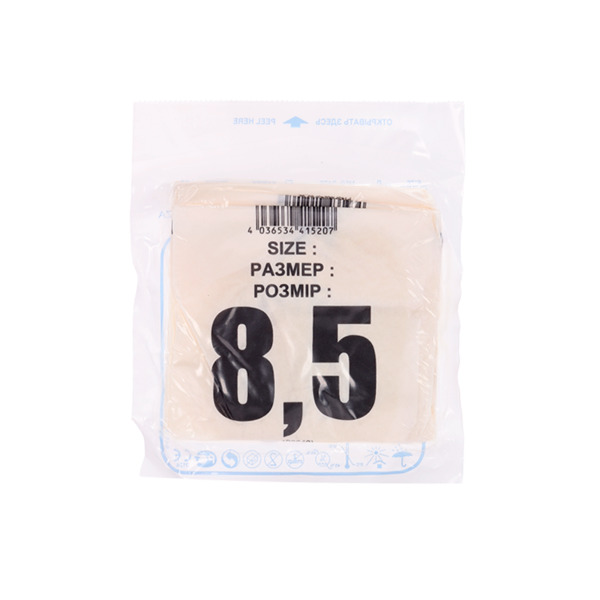 PEEL HERE ОТКРЫВАТЬ ЗДЕСЬ
4 036534 415207
SIZE :
РАЗМЕР :
РОЗМІР :
8,5